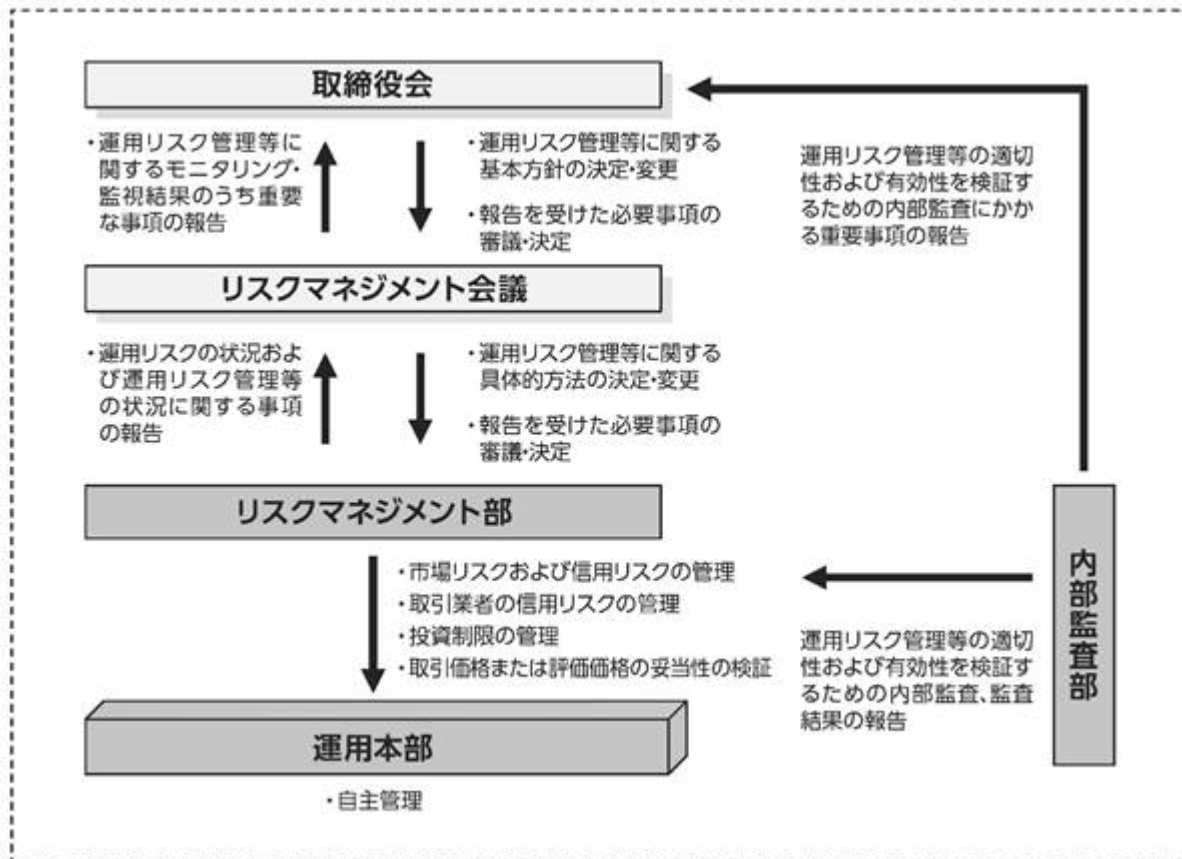 取締役会
・運用リスク管理等に
関するモニタリング・
監視結果のうち重要
な事項の報告
・運用リスク管理等に関する
基本方針の決定・変更
・報告を受けた必要事項の
審議・決定
運用リスク管理等の適切
性および有効性を検証す
るための内部監査にかか
る重要事項の報告
リスクマネジメント会議
・運用リスクの状況およ
び運用リスク管理等
の状況に関する事項
の報告
・運用リスク管理等に関する
具体的方法の決定・変更
・報告を受けた必要事項の
審議・決定
リスクマネジメント部
・市場リスクおよび信用リスクの管理
・取引業者の信用リスクの管理
・投資制限の管理
・取引価格または評価価格の妥当性の検証
内部監査部
運用リスク管理等の適切
性および有効性を検証す
るための内部監査、監査
結果の報告
運用本部
・自主管理